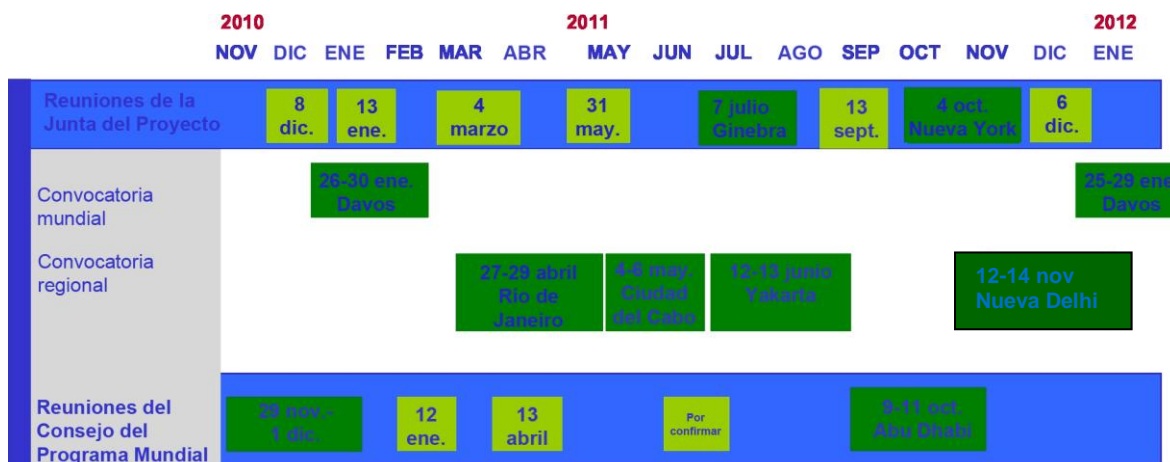 2010 2011 2012
NOV DIC ENE FEB MAR ABR MAY JUN JUL AGO SEP OCT NOV DIC ENE
Reuniones de la
Junta del Proyecto
8
dic.
13
ene.
4
marzo
31
may.
7 julio
Ginebra
13
sept.
4 oct.
Nueva York
6
dic.
Convocatoria
mundial
26-30 ene.
Davos
25-29 ene
Davos
Convocatoria
regional
27-29 abril
Rio de
Janeiro
4-6 may.
Ciudad
del Cabo
12-13 junio
Yakarta
12-14 nov
Nueva Delhi
Reuniones del
Consejo del
Programa Mundial
29 nov.-
1 dic.
12
ene.
13
abril
Por
confirmar
9-11 oct.
Abu Dhabi